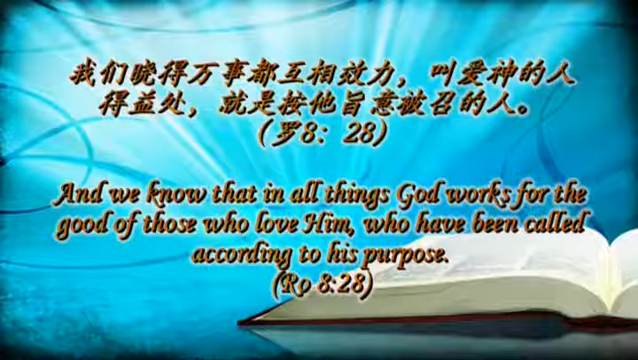 我们晓得万事都互相效力，叫爱神的人
得益处，就是按他旨意被召的人。
（罗8：28）
And we know that in all things God works for the
good of those who love Him, who have been called
according to his purpose.
(Ro 8:28)